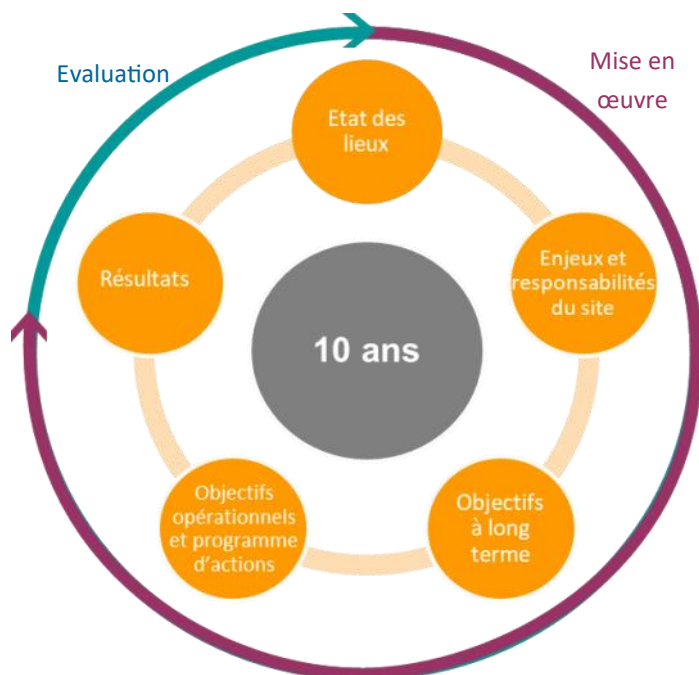 Evaluation
Mise en
œuvre
Etat des
lieux
Enjeux et
responsabilités
du site
Résultats
10 ans
Objectifs
opérationnels
et programme
d'actions
Objectifs
à long
terme